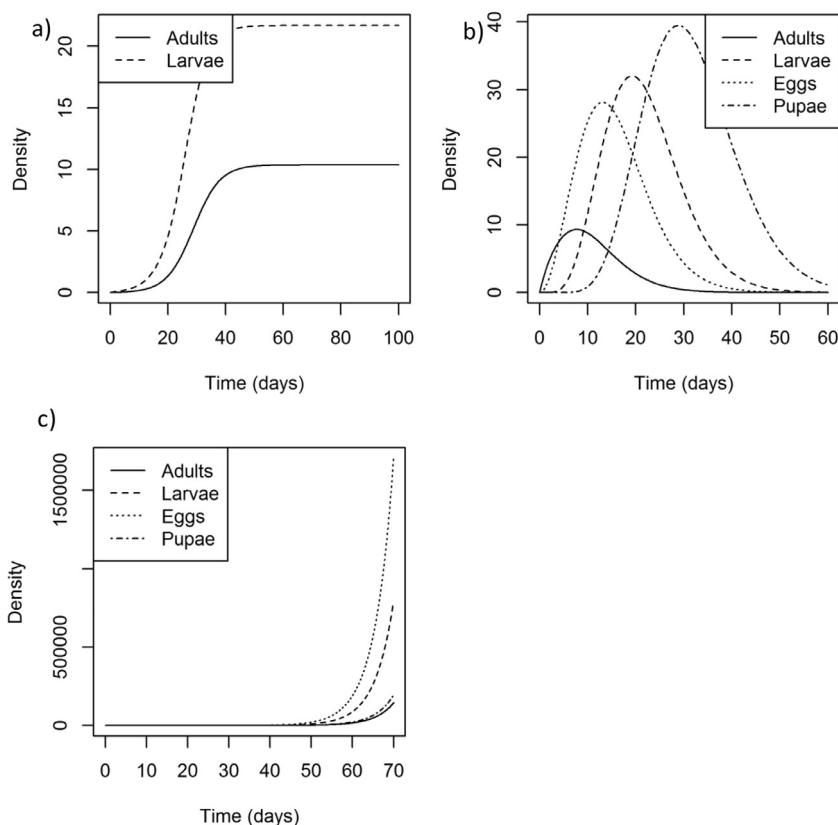 a)
Adults
Larvae
20
15
10
5
0
Density
0 20 40 60 80 100
Time (days)
b)
Adults
Larvae
Eggs
Pupae
40
30
20
10
0
Density
0 10 20 30 40 50 60
Time (days)
c)
Adults
Larvae
Eggs
Pupae
1500000
500000
0
Density
0 10 20 30 40 50 60 70
Time (days)